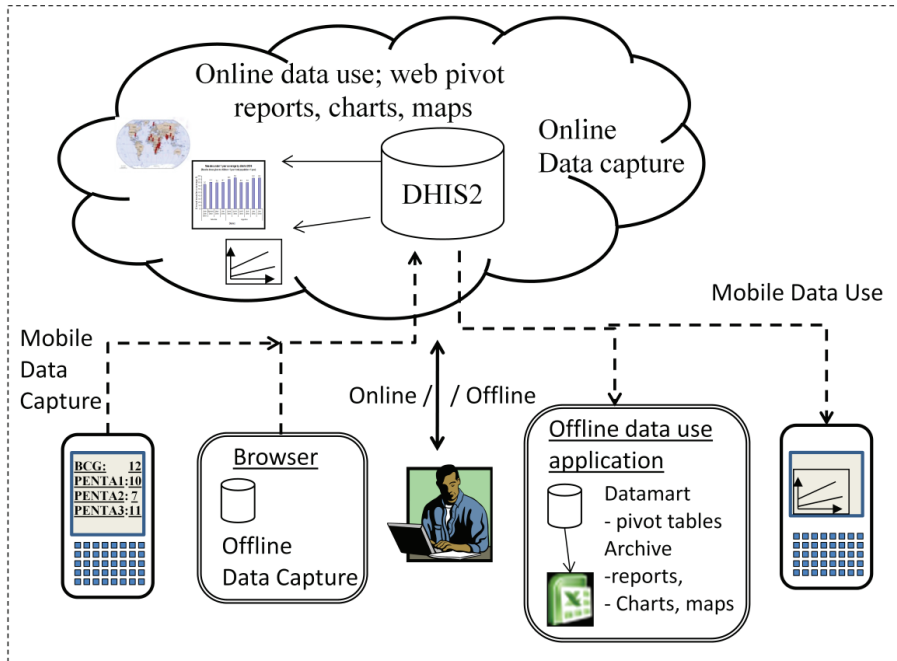 Online data use; web pivot
reports, charts, maps
Online
Data capture
DHIS2
Mobile Data Use
Mobile
Data
Capture
Online / / Offline
BCG: 12
PENTA1:10
PENTA2: 7
PENTA3:11
Browser
Offline
Data Capture
Offline data use
application
Datamart
- pivot tables
Archive
-reports,
- Charts, maps